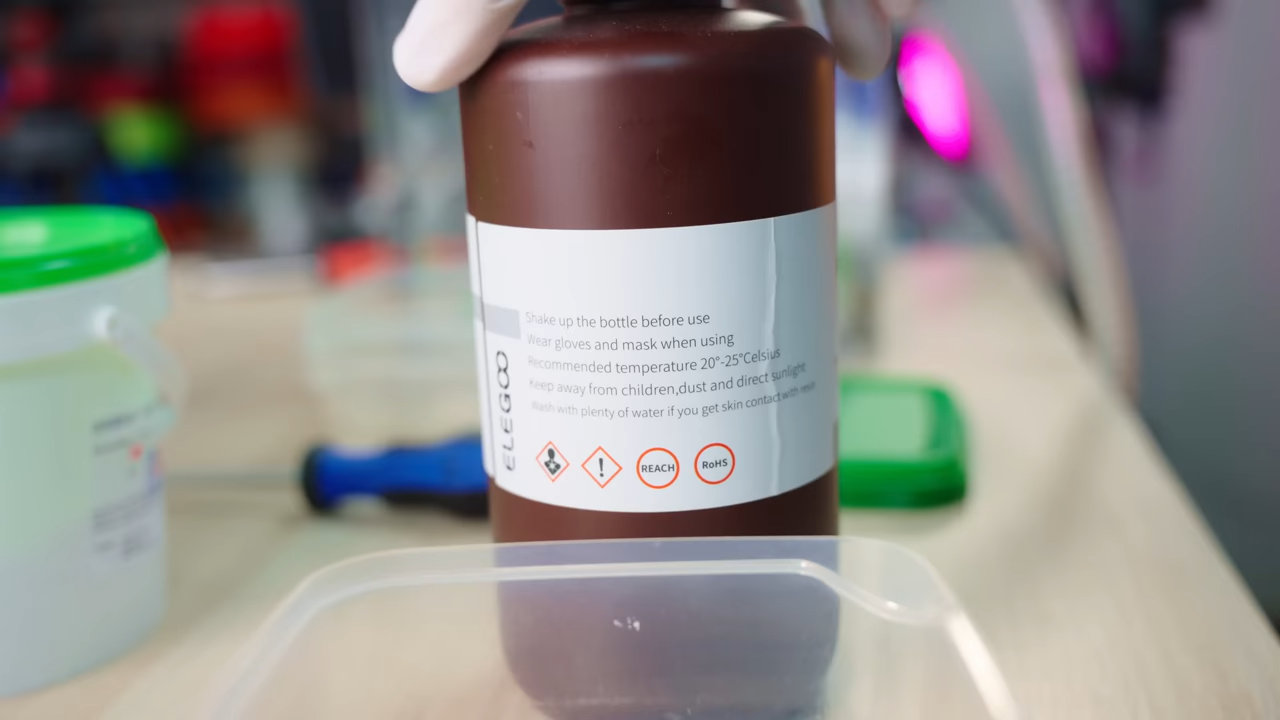 Shake up the bottle before use
Wear gloves and mask when using
Recommended temperature 20°-25°Celsius
Keep away from children,dust and direct sunlight
Wash with plenty of water if you get skin contact with resin
ELEGOO
REACH
RoHS